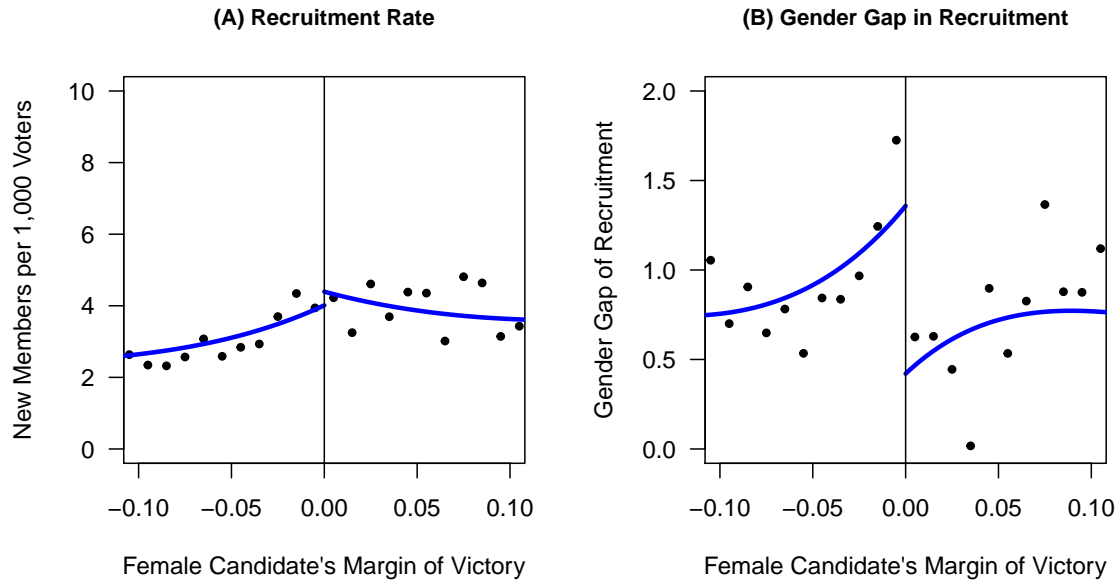 (A) Recruitment Rate
New Members per 1,000 Voters
10
8
6
4
2
0
−0.10 −0.05 0.00 0.05 0.10
Female Candidate's Margin of Victory
(B) Gender Gap in Recruitment
Gender Gap of Recruitment
2.0
1.5
1.0
0.5
0.0
−0.10 −0.05 0.00 0.05 0.10
Female Candidate's Margin of Victory